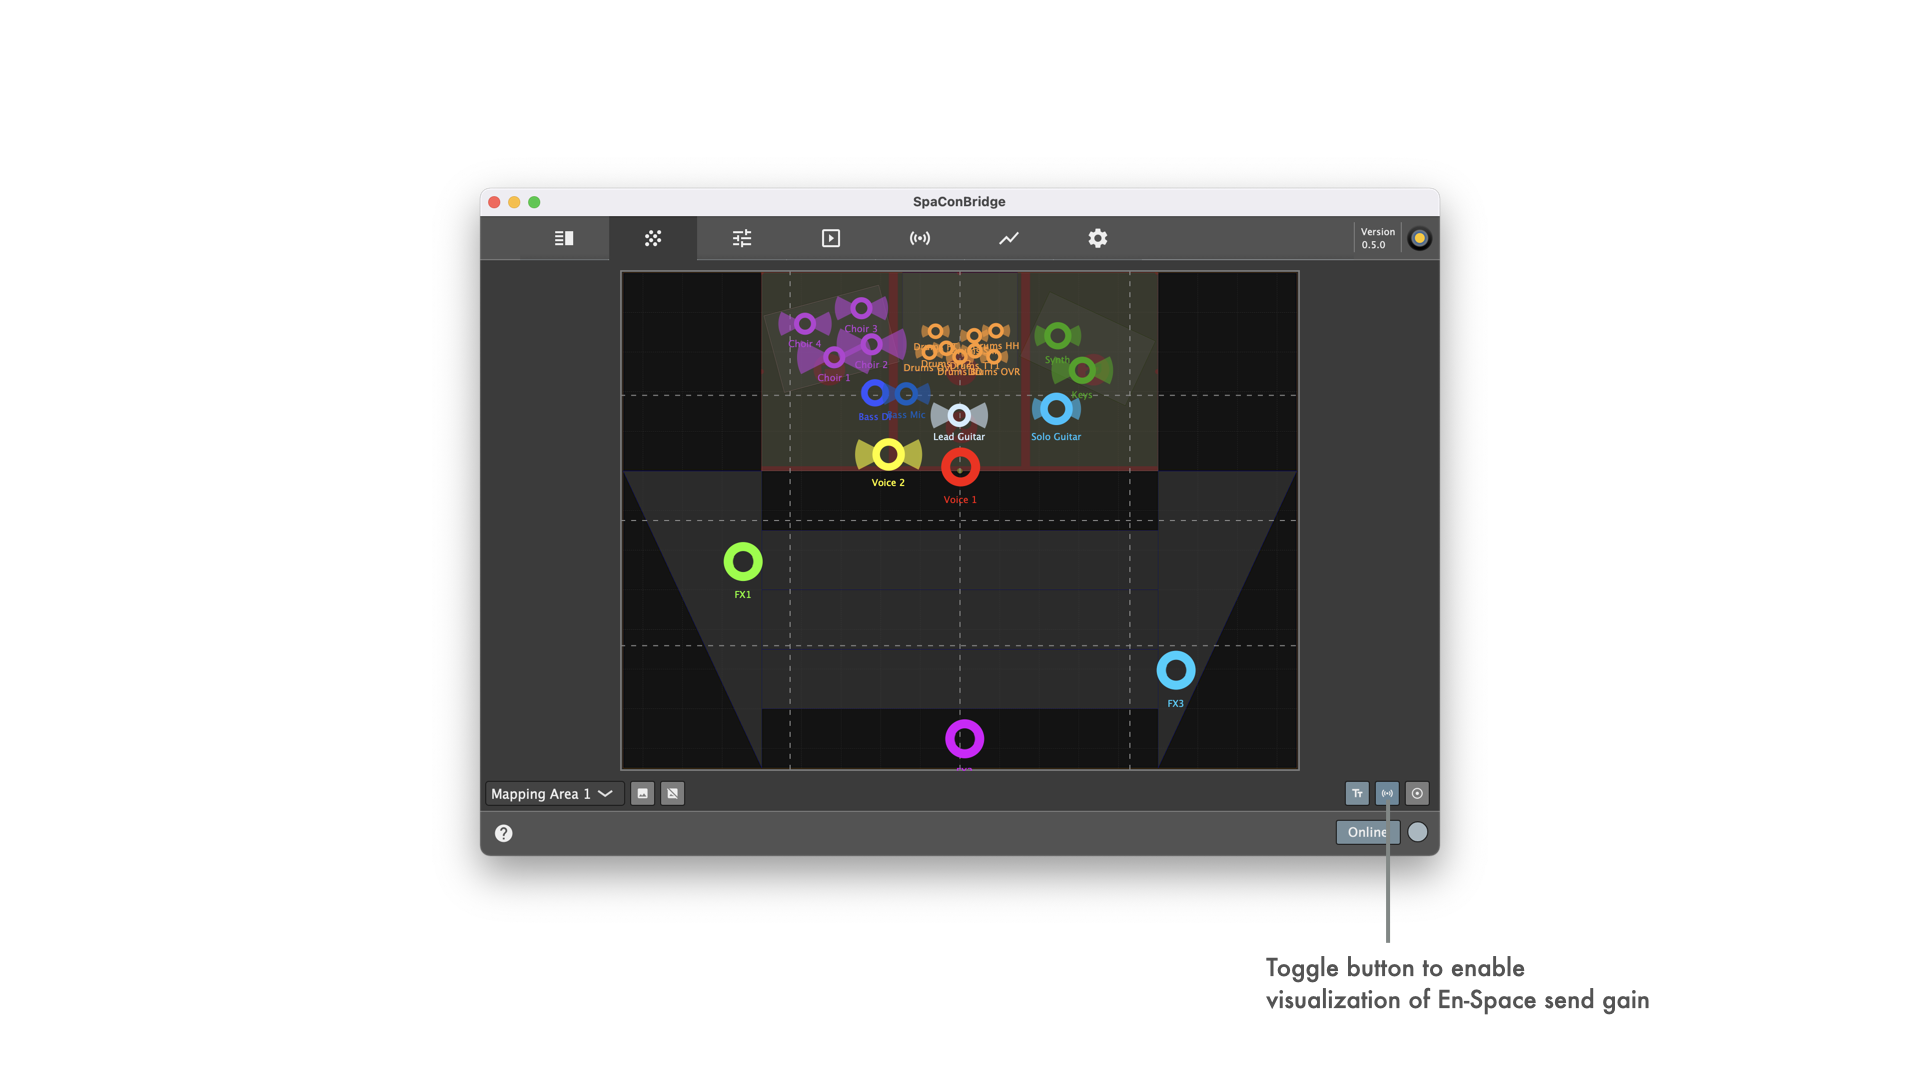 SpaConBridge
Version
0.5.0
Choir 3
Choir 4
Choir 2
Choir 1
Drums HH
Drums TT1
Drums OVR
Synth
Keys
Bass DI
Bass Mic
Lead Guitar
Solo Guitar
Voice 2
Voice 1
FX1
FX3
Mapping Area 1
Tт
?
Online
Toggle button to enable
visualization of En-Space send gain